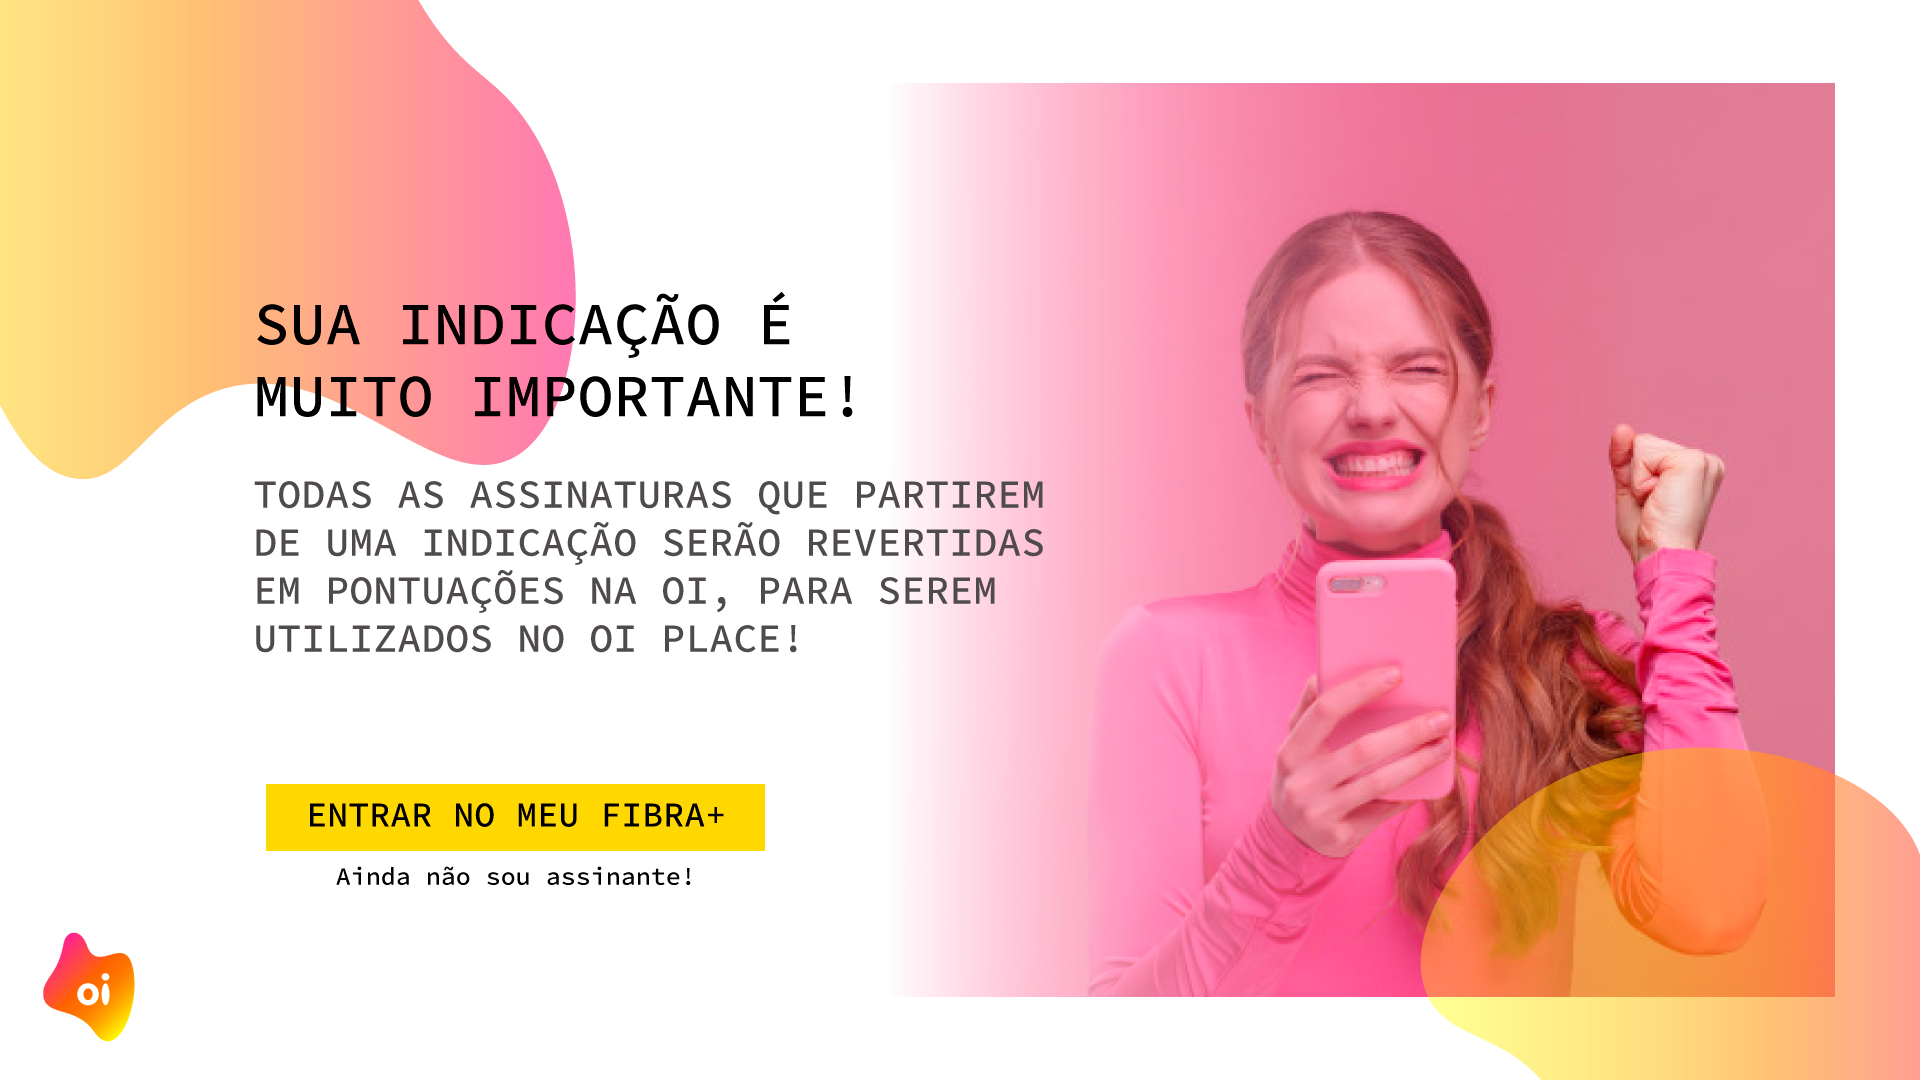 SUA INDICAÇÃO É
MUITO IMPORTANTE!
TODAS AS ASSINATURAS QUE PARTIREM
DE UMA INDICAÇÃO SERÃO REVERTIDAS
EM PONTUAÇÕES NA OI, PARA SEREM
UTILIZADOS NO OI PLACE!
ENTRAR NO MEU FIBRA+
Ainda não sou assinante!
oi